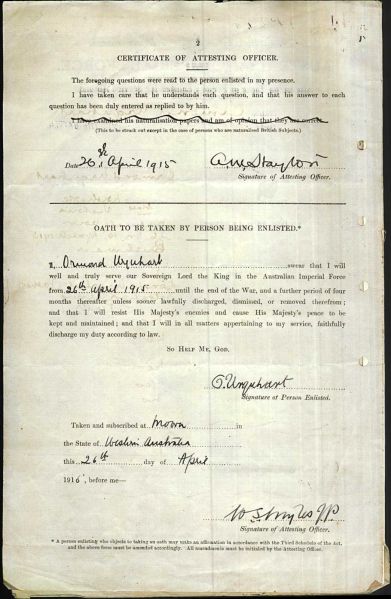 2
CERTIFICATE OF ATTESTING OFFICER.
The foregoing questions were read to the person enlisted in my presence.
I have taken care that he understands each question, and that his answer to each
question has been duly entered as replied to by him.
I have examined his naturalisation papers and am of opinion that they are correct.
(This to be struck out except in the case of persons who are naturalised British Subjects.)
Date 26th April 1915
Signature of Attesting Officer.
OATH TO BE TAKEN BY PERSON BEING ENLISTED.*
I, Ormond Urquhart swear that I will
well and truly serve our Sovereign Lord the King in the Australian Imperial Force
from 26th April 1915 until the end of the War, and a further period of four
months thereafter unless sooner lawfully discharged, dismissed, or removed therefrom;
and that I will resist His Majesty's enemies and cause His Majesty's peace to be
kept and maintained; and that I will in all matters appertaining to my service, faithfully
discharge my duty according to law.
SO HELP ME, GOD.
O. Urquhart
Signature of Person Enlisted.
Taken and subscribed at Moora in
the State of Western Australia
this 26th day of April
1915, before me—
Signature of Attesting Officer.
* A person enlisting who objects to taking an oath may make an affirmation in accordance with the Third Schedule of the Act,
and the above form must be amended accordingly. All amendments must be initialled by the Attesting Officer.